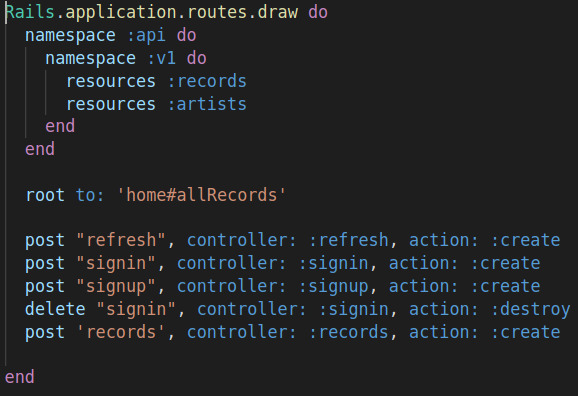 Rails.application.routes.draw do
  namespace :api do
    namespace :v1 do
      resources :records
      resources :artists
    end
  end

  root to: 'home#allRecords'

  post "refresh", controller: :refresh, action: :create
  post "signin", controller: :signin, action: :create
  post "signup", controller: :signup, action: :create
  delete "signin", controller: :signin, action: :destroy
  post 'records', controller: :records, action: :create

end